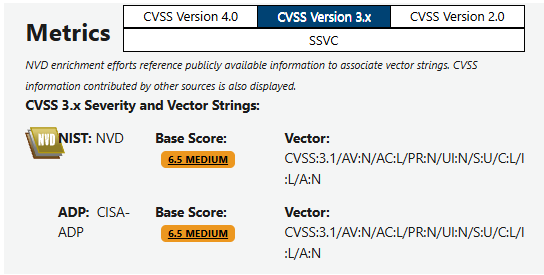 Metrics
CVSS Version 4.0 CVSS Version 3.x CVSS Version 2.0
SSVC
NVD enrichment efforts reference publicly available information to associate vector strings. CVSS
information contributed by other sources is also displayed.
CVSS 3.x Severity and Vector Strings:
NVD NIST: NVD Base Score: 6.5 MEDIUM Vector:
CVSS:3.1/AV:N/AC:L/PR:N/UI:N/S:U/C:L/I
:L/A:N
ADP: CISA-
ADP
Base Score: 6.5 MEDIUM Vector:
CVSS:3.1/AV:N/AC:L/PR:N/UI:N/S:U/C:L/I
:L/A:N